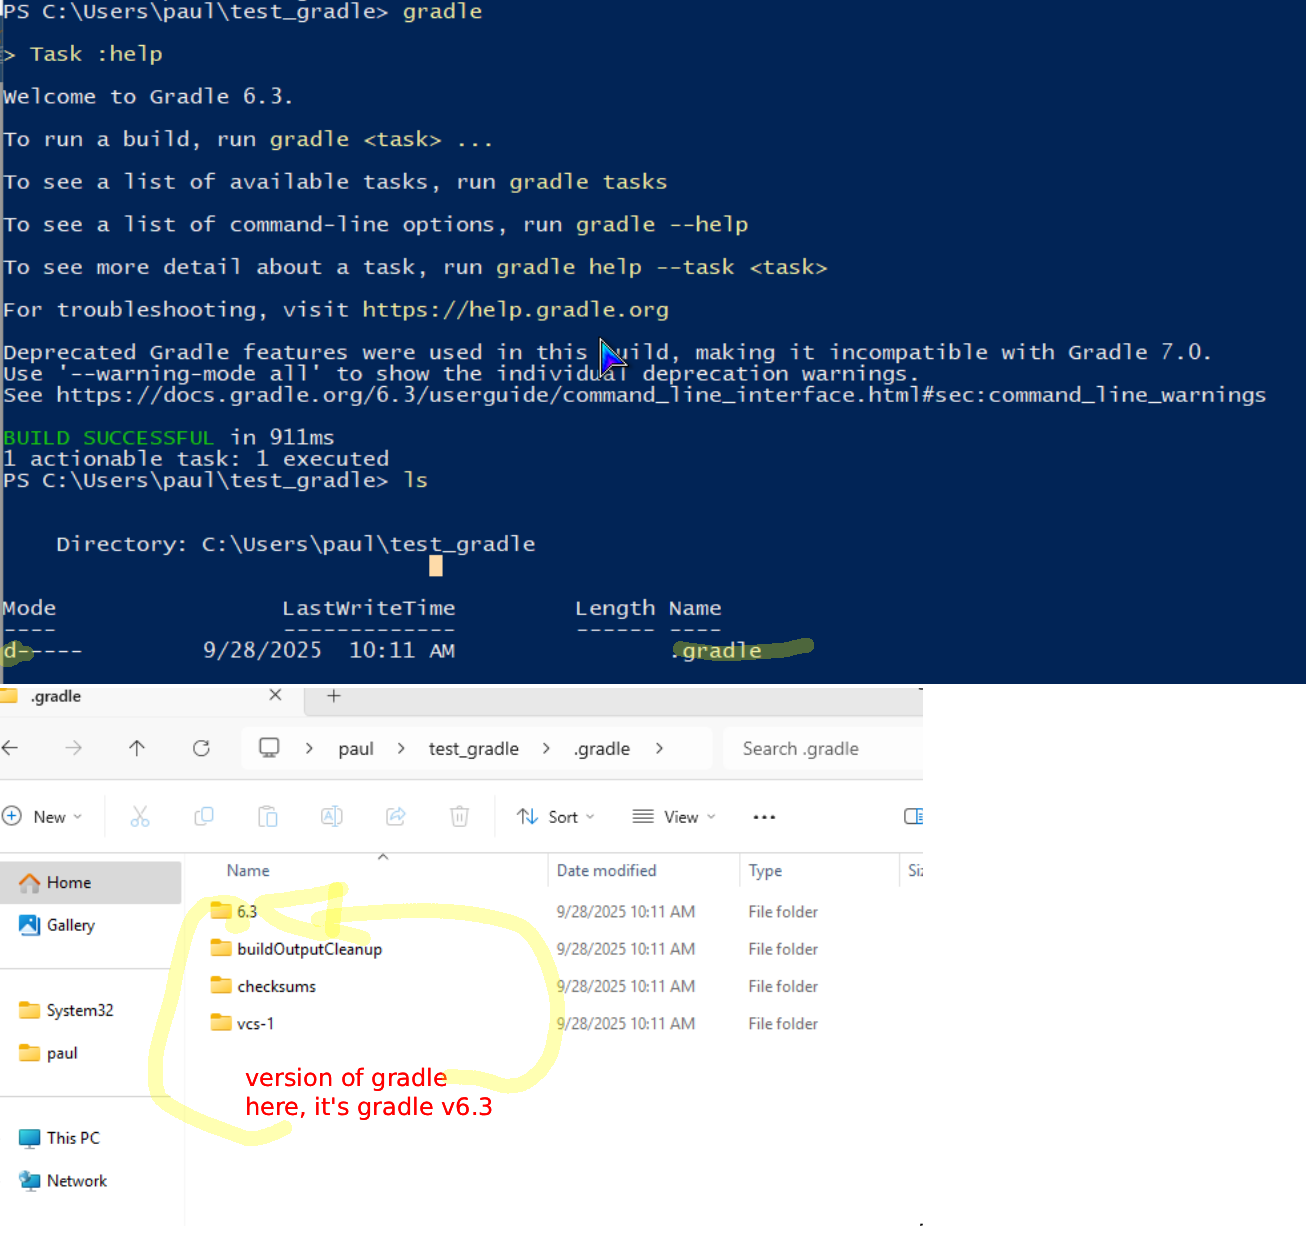 PS C:\Users\paul\test_gradle> gradle
> Task :help
Welcome to Gradle 6.3.
To run a build, run gradle <task> ...
To see a list of available tasks, run gradle tasks
To see a list of command-line options, run gradle --help
To see more detail about a task, run gradle help --task <task>
For troubleshooting, visit https://help.gradle.org
Deprecated Gradle features were used in this build, making it incompatible with Gradle 7.0.
Use '--warning-mode all' to show the individual deprecation warnings.
See https://docs.gradle.org/6.3/userguide/command_line_interface.html#sec:command_line_warnings
BUILD SUCCESSFUL in 911ms
1 actionable task: 1 executed
PS C:\Users\paul\test_gradle> ls
Directory: C:\Users\paul\test_gradle
Mode LastWriteTime Length Name
---- ------------- ------ ----
d----- 9/28/2025 10:11 AM .gradle
.gradle
paul > test_gradle > .gradle > Search .gradle
New Sort View ...
Name Date modified Type
Home
Gallery
System32
paul
This PC
Network
6.3 9/28/2025 10:11 AM File folder
buildOutputCleanup 9/28/2025 10:11 AM File folder
checksums 9/28/2025 10:11 AM File folder
vcs-1 9/28/2025 10:11 AM File folder
version of gradle
here, it's gradle v6.3